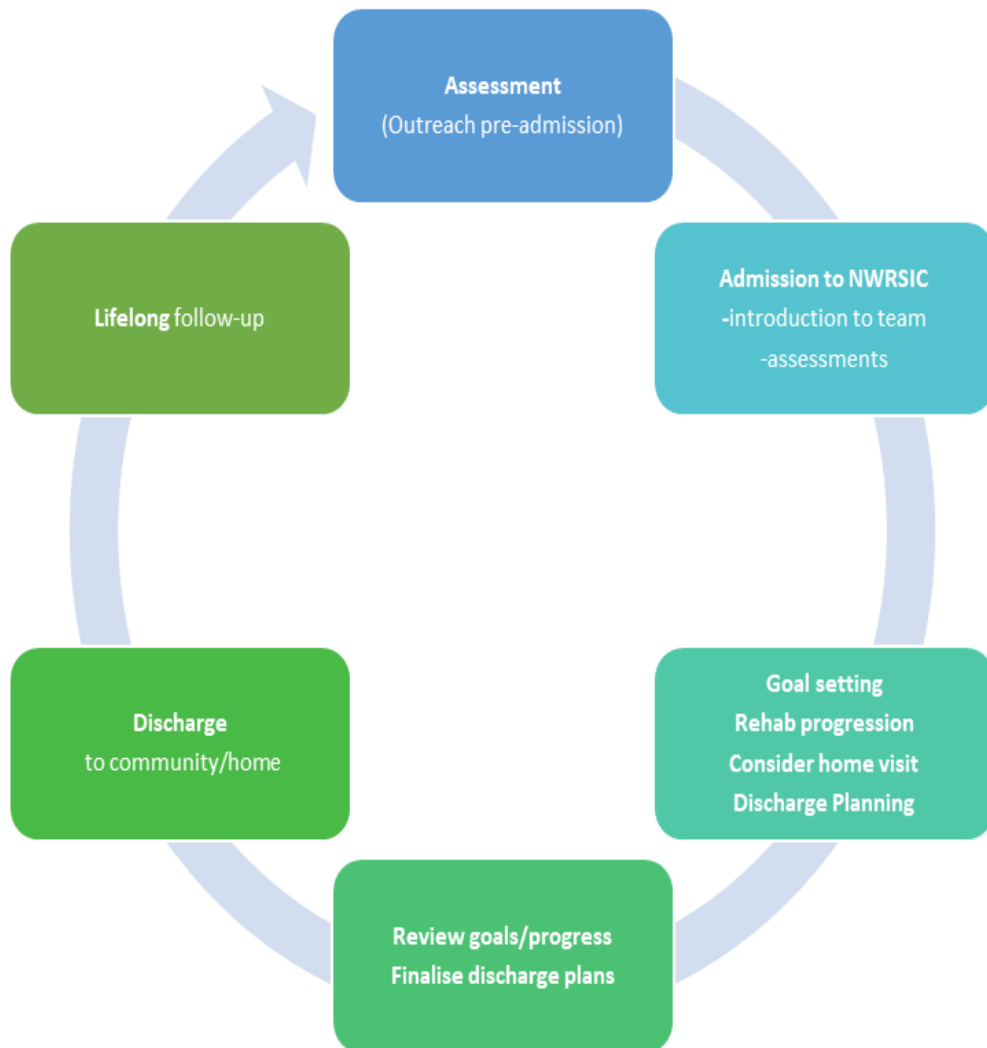 Assessment
(Outreach pre-admission)
Admission to NWRSIC
-introduction to team
-assessments
Goal setting
Rehab progression
Consider home visit
Discharge Planning
Review goals/progress
Finalise discharge plans
Discharge
to community/home
Lifelong follow-up